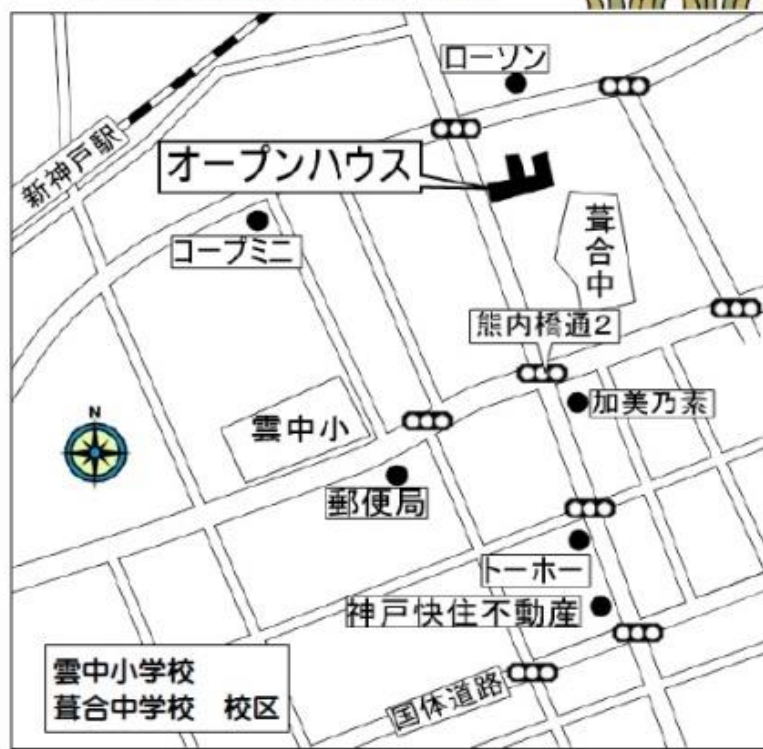 ローソン
新神戸駅
オープンハウス
コープミニ
葺合中
熊内橋通2
N
加美乃素
雲中小
郵便局
トーホー
神戸快住不動産
雲中小学校
葺合中学校 校区
国体道路